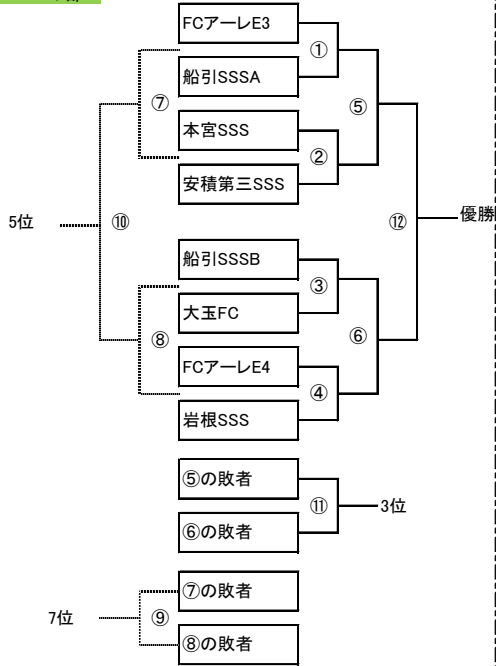 FCアーレE3
①
船引SSSA
⑦
⑤
本宮SSS
②
安積第三SSS
5位
⑩
⑫
優勝
船引SSSB
③
大玉FC
⑧
⑥
FCアーレE4
④
岩根SSS
⑤の敗者
⑪
3位
⑥の敗者
⑦の敗者
7位
⑨
⑧の敗者